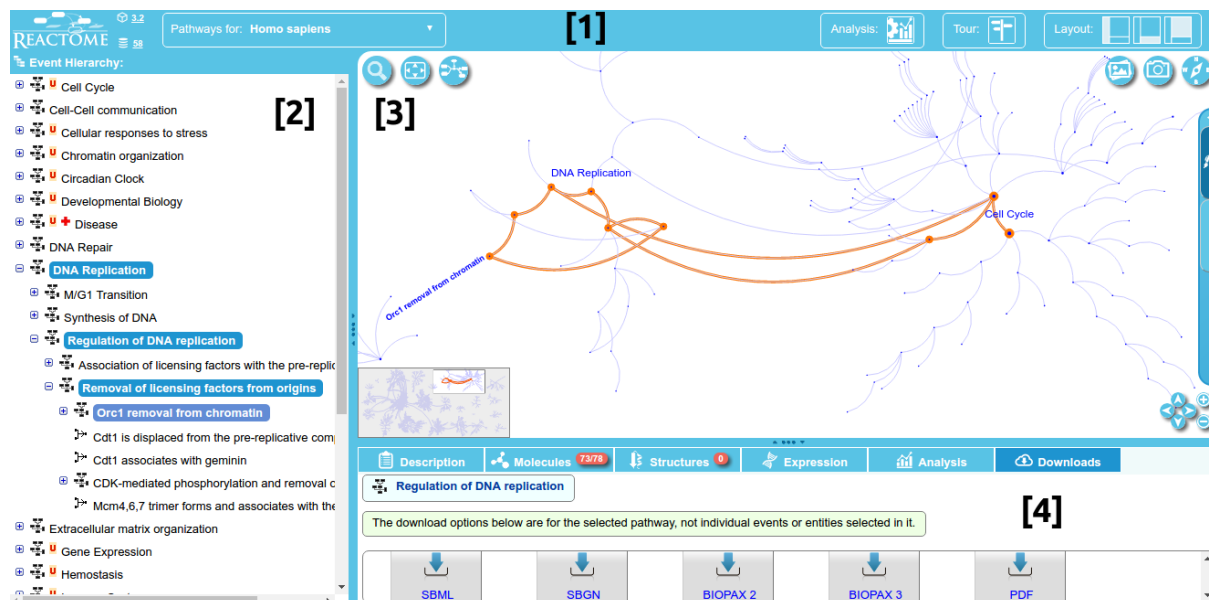 REACTOME
3.2
58
Pathways for: Homo sapiens
[1]
Analysis:
Tour:
Layout:
Event Hierarchy:
[2]
U Cell Cycle
Cell-Cell communication
U Cellular responses to stress
U Chromatin organization
U Circadian Clock
U Developmental Biology
U Disease
DNA Repair
DNA Replication
M/G1 Transition
Synthesis of DNA
Regulation of DNA replication
Association of licensing factors with the pre-replic
Removal of licensing factors from origins
Orc1 removal from chromatin
Cdt1 is displaced from the pre-replicative com
Cdt1 associates with geminin
CDK-mediated phosphorylation and removal o
Mcm4,6,7 trimer forms and associates with the
Extracellular matrix organization
U Gene Expression
U Hemostasis
[3]
DNA Replication
Cell Cycle
Orc1 removal from chromatin
Description
Molecules 73/78
Structures 0
Expression
Analysis
Downloads
Regulation of DNA replication
[4]
The download options below are for the selected pathway, not individual events or entities selected in it.
SBML
SBGN
BIOPAX 2
BIOPAX 3
PDF